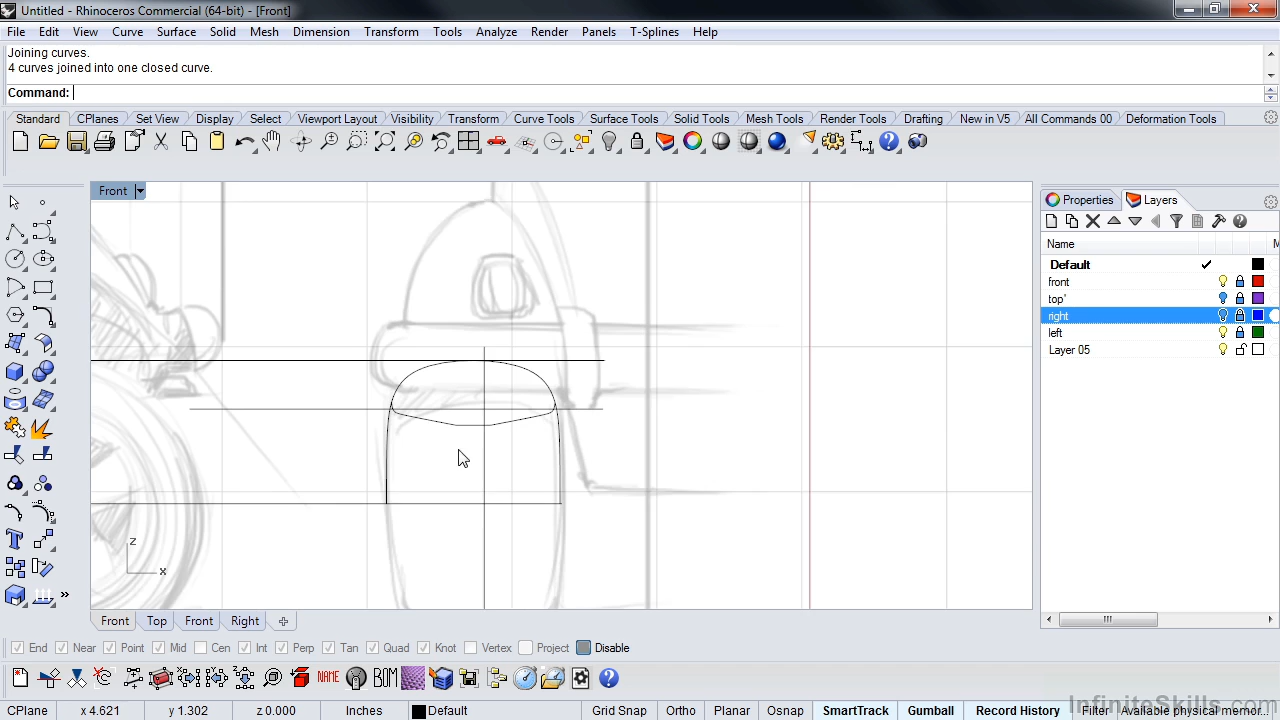 Untitled - Rhinoceros Commercial (64-bit) - [Front]
File Edit View Curve Surface Solid Mesh Dimension Transform Tools Analyze Render Panels T-Splines Help
Joining curves.
4 curves joined into one closed curve.
Command:
Standard CPlanes Set View Display Select Viewport Layout Visibility Transform Curve Tools Surface Tools Solid Tools Mesh Tools Render Tools Drafting New in V5 All Commands 00 Deformation Tools
Front
Properties Layers
Name M
Default
front
top'
right
left
Layer 05
z
x
T
NAME BOM
Front Top Front Right
End Near Point Mid Cen Int Perp Tan Quad Knot Vertex Project Disable
CPlane x 4.621 y 1.302 z 0.000 Inches Default Grid Snap Ortho Planar Osnap SmartTrack Gumball Record History Filter Available physical memor...
InfiniteSkills.com